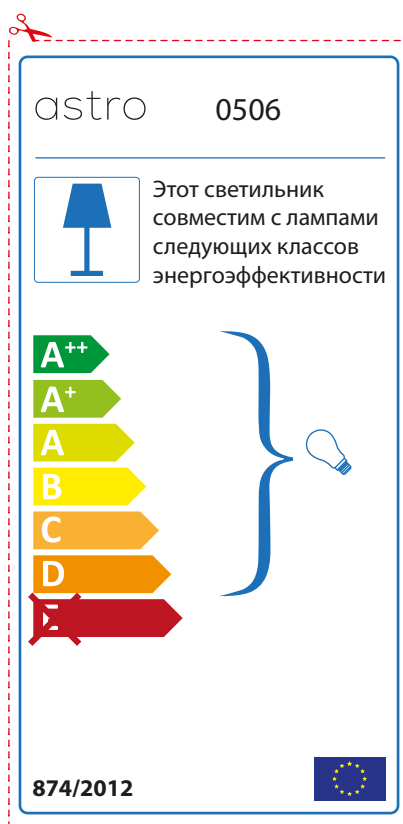 astro 0506
Этот светильник
совместим с лампами
следующих классов
энергоэффективности
A++
A+
A
B
C
D
E
874/2012